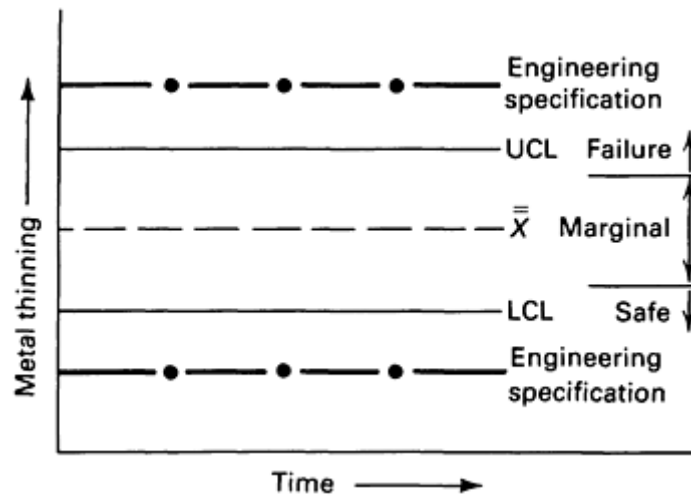 Engineering
specification
UCL Failure
X̿ Marginal
LCL Safe
Engineering
specification
Metal thinning
Time